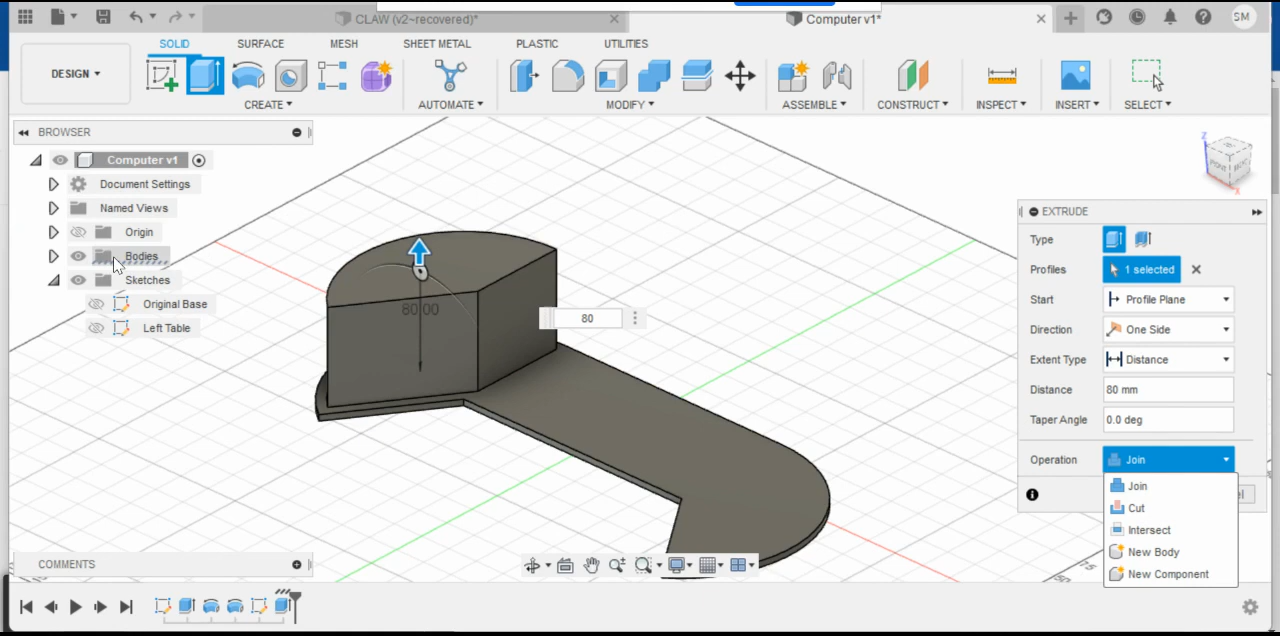 CLAW (v2~recovered)*
Computer v1*
SM
DESIGN
SOLID
SURFACE
MESH
SHEET METAL
PLASTIC
UTILITIES
CREATE
AUTOMATE
MODIFY
ASSEMBLE
CONSTRUCT
INSPECT
INSERT
SELECT
BROWSER
Computer v1
Document Settings
Named Views
Origin
Bodies
Sketches
Original Base
Left Table
80.00
80
Z
X
EXTRUDE
Type
Profiles
1 selected
Start
Profile Plane
Direction
One Side
Extent Type
Distance
Distance
80 mm
Taper Angle
0.0 deg
Operation
Join
Join
Cut
Intersect
New Body
New Component
COMMENTS